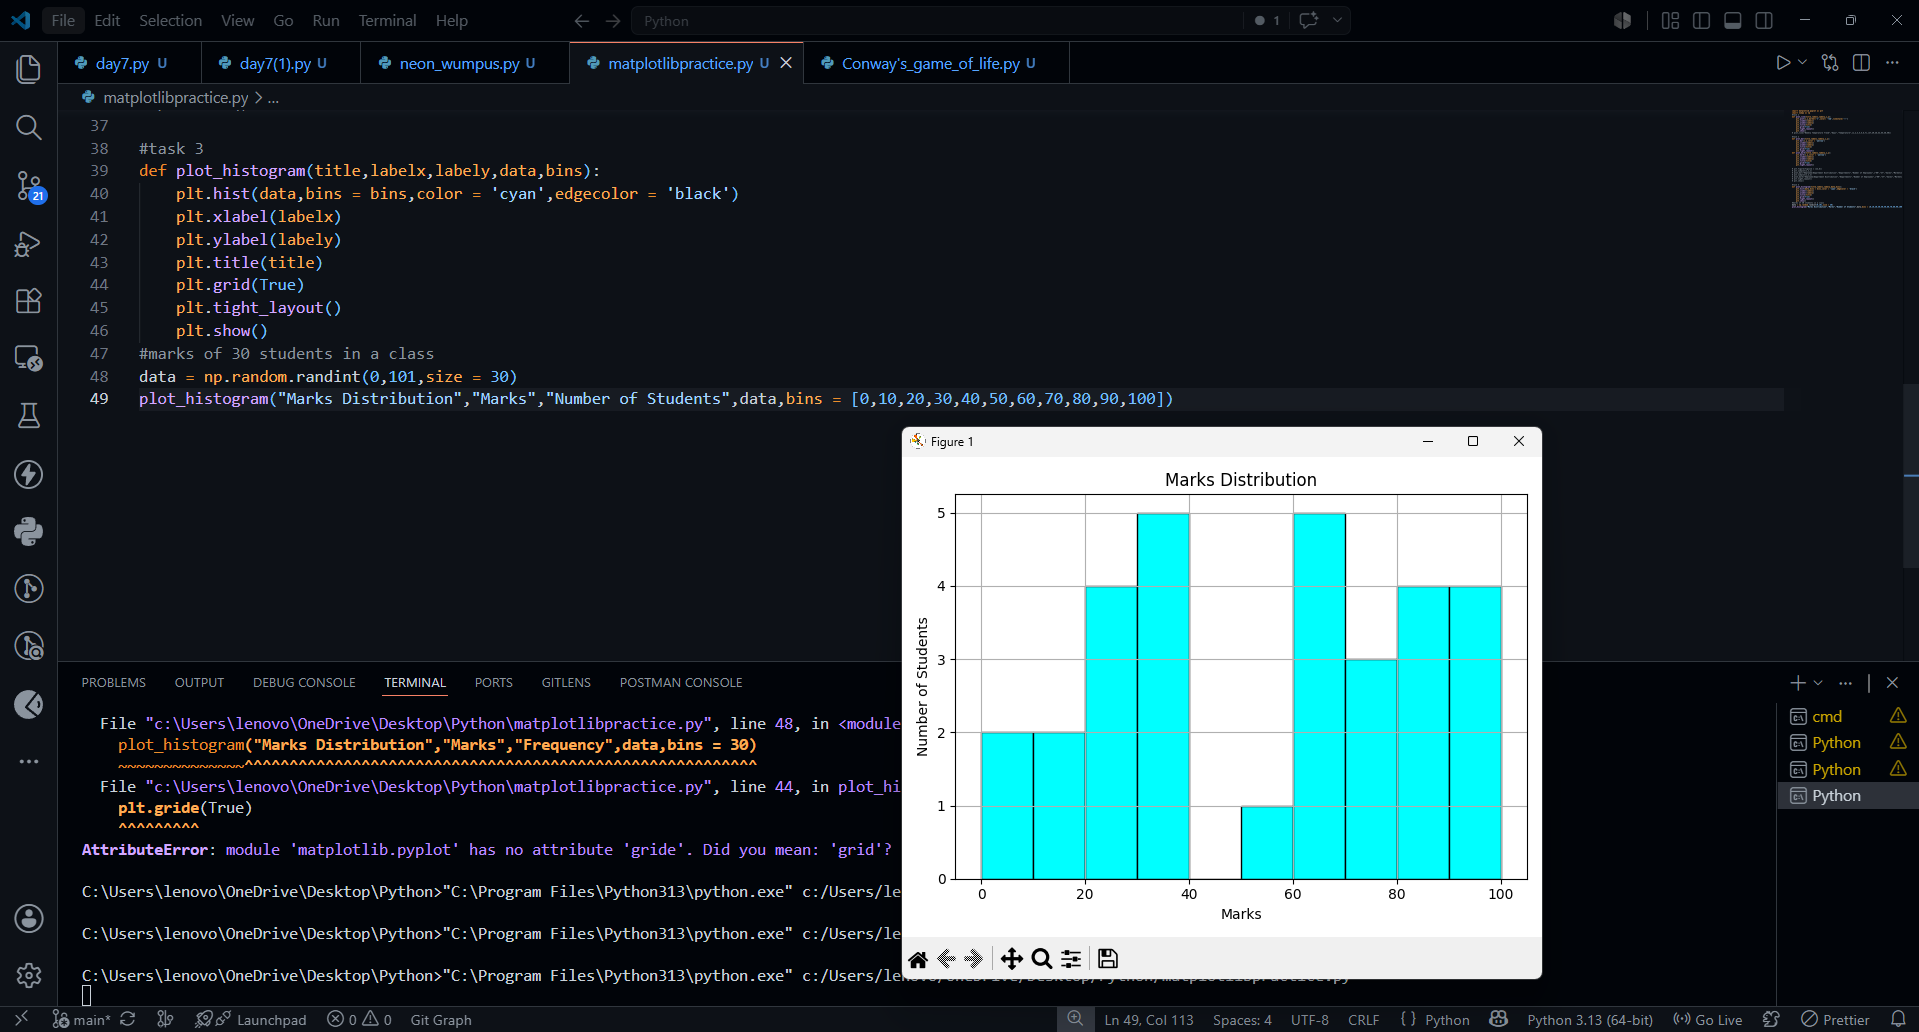 File Edit Selection View Go Run Terminal Help
Python
1
day7.py U
day7(1).py U
neon_wumpus.py U
matplotlibpractice.py U
Conway's_game_of_life.py U
matplotlibpractice.py > ...
37
38 #task 3
39 def plot_histogram(title,labelx,labely,data,bins):
40 plt.hist(data,bins = bins,color = 'cyan',edgecolor = 'black')
41 plt.xlabel(labelx)
42 plt.ylabel(labely)
43 plt.title(title)
44 plt.grid(True)
45 plt.tight_layout()
46 plt.show()
47 #marks of 30 students in a class
48 data = np.random.randint(0,101,size = 30)
49 plot_histogram("Marks Distribution","Marks","Number of Students",data,bins = [0,10,20,30,40,50,60,70,80,90,100])
21
Figure 1
Marks Distribution
5
4
3
2
1
0
Number of Students
0 20 40 60 80 100
Marks
PROBLEMS OUTPUT DEBUG CONSOLE TERMINAL PORTS GITLENS POSTMAN CONSOLE
File "c:\Users\lenovo\OneDrive\Desktop\Python\matplotlibpractice.py", line 48, in <module
plot_histogram("Marks Distribution","Marks","Frequency",data,bins = 30)
~~~~~~~~~~~~~~^^^^^^^^^^^^^^^^^^^^^^^^^^^^^^^^^^^^^^^^^^^^^^^^^^^^^^^^^
File "c:\Users\lenovo\OneDrive\Desktop\Python\matplotlibpractice.py", line 44, in plot_hi
plt.gride(True)
^^^^^^^^^
AttributeError: module 'matplotlib.pyplot' has no attribute 'gride'. Did you mean: 'grid'?
C:\Users\lenovo\OneDrive\Desktop\Python>"C:\Program Files\Python313\python.exe" c:/Users/le
C:\Users\lenovo\OneDrive\Desktop\Python>"C:\Program Files\Python313\python.exe" c:/Users/le
C:\Users\lenovo\OneDrive\Desktop\Python>"C:\Program Files\Python313\python.exe" c:/Users/le
cmd
Python
Python
Python
main* Launchpad 0 0 Git Graph
Ln 49, Col 113 Spaces: 4 UTF-8 CRLF {} Python Python 3.13 (64-bit) Go Live Prettier